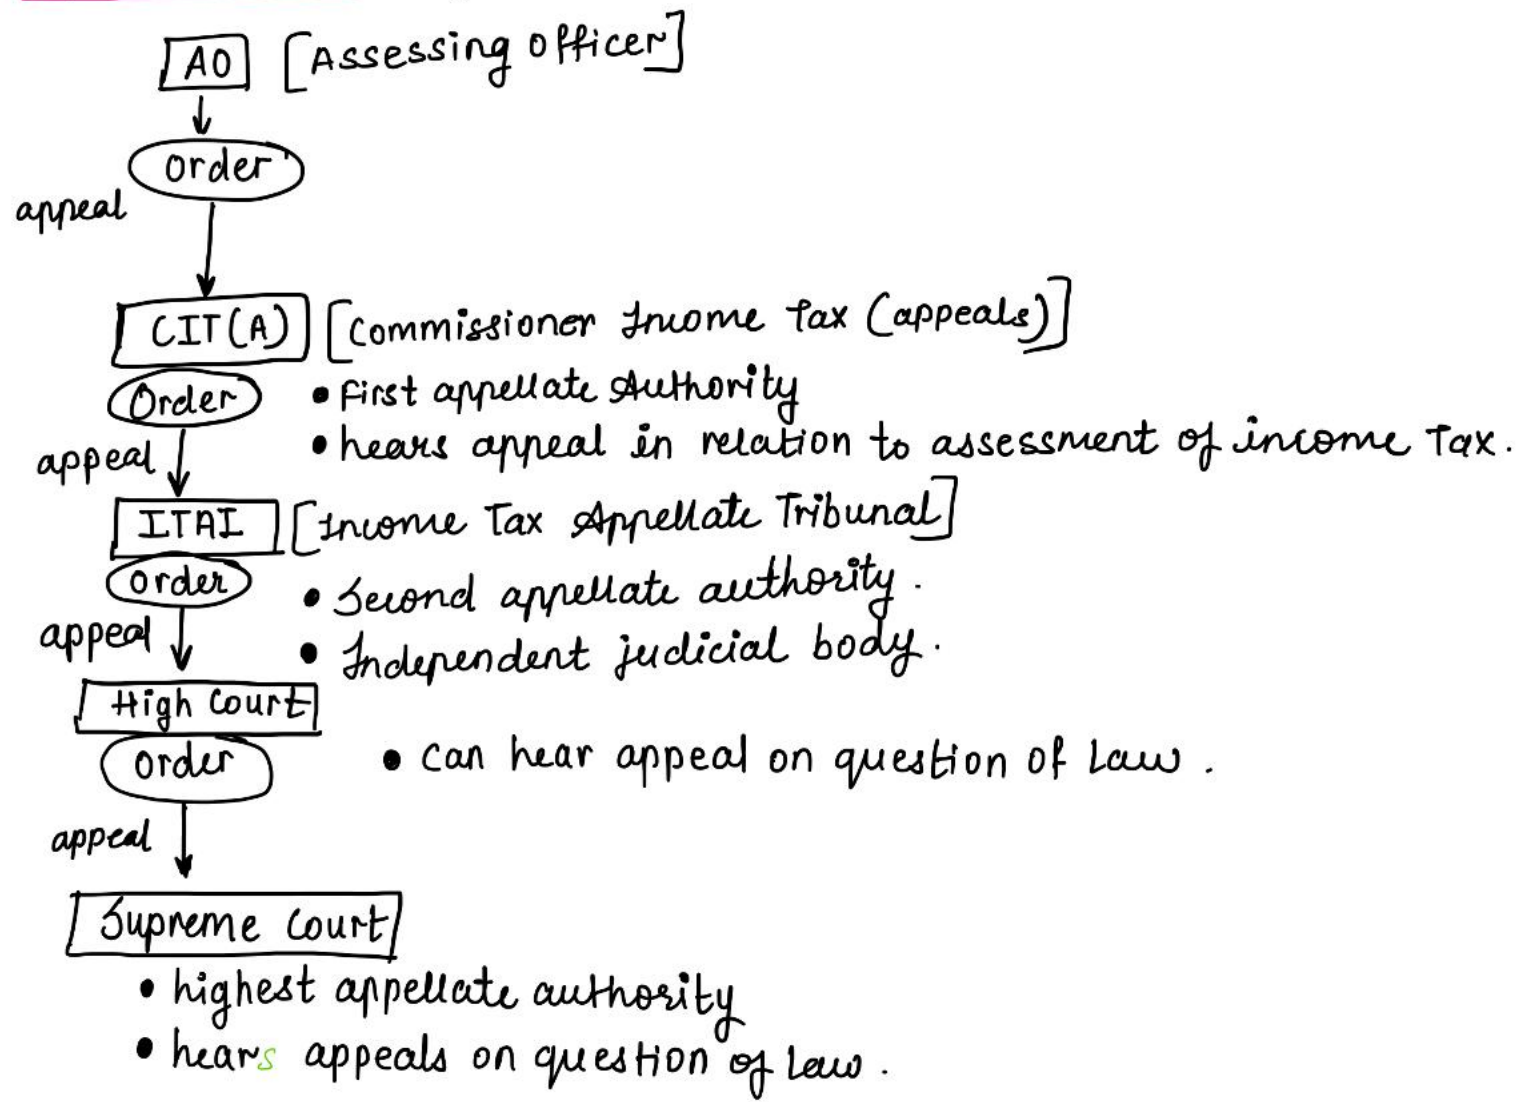 AO [Assessing officer]
order
appeal
CIT(A) [Commissioner Income Tax (appeals)]
Order
• First appellate Authority
• hears appeal in relation to assessment of income Tax.
appeal
ITAI [Income Tax Appellate Tribunal]
order
• Second appellate authority.
• Independent judicial body.
appeal
High Court
order
• can hear appeal on question of Law.
appeal
Supreme Court
• highest appellate authority
• hears appeals on question of Law.